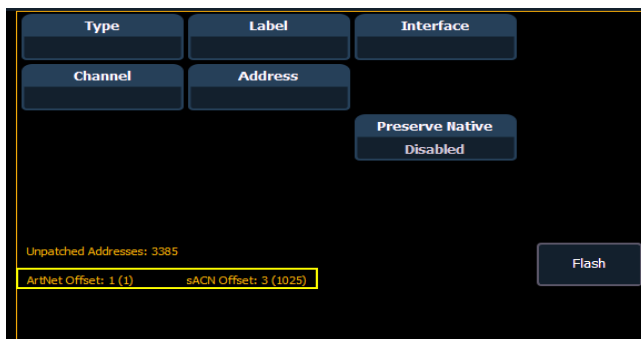 Type Label Interface
Channel Address
Preserve Native
Disabled
Unpatched Addresses: 3385
Flash
ArtNet Offset: 1 (1) sACN Offset: 3 (1025)